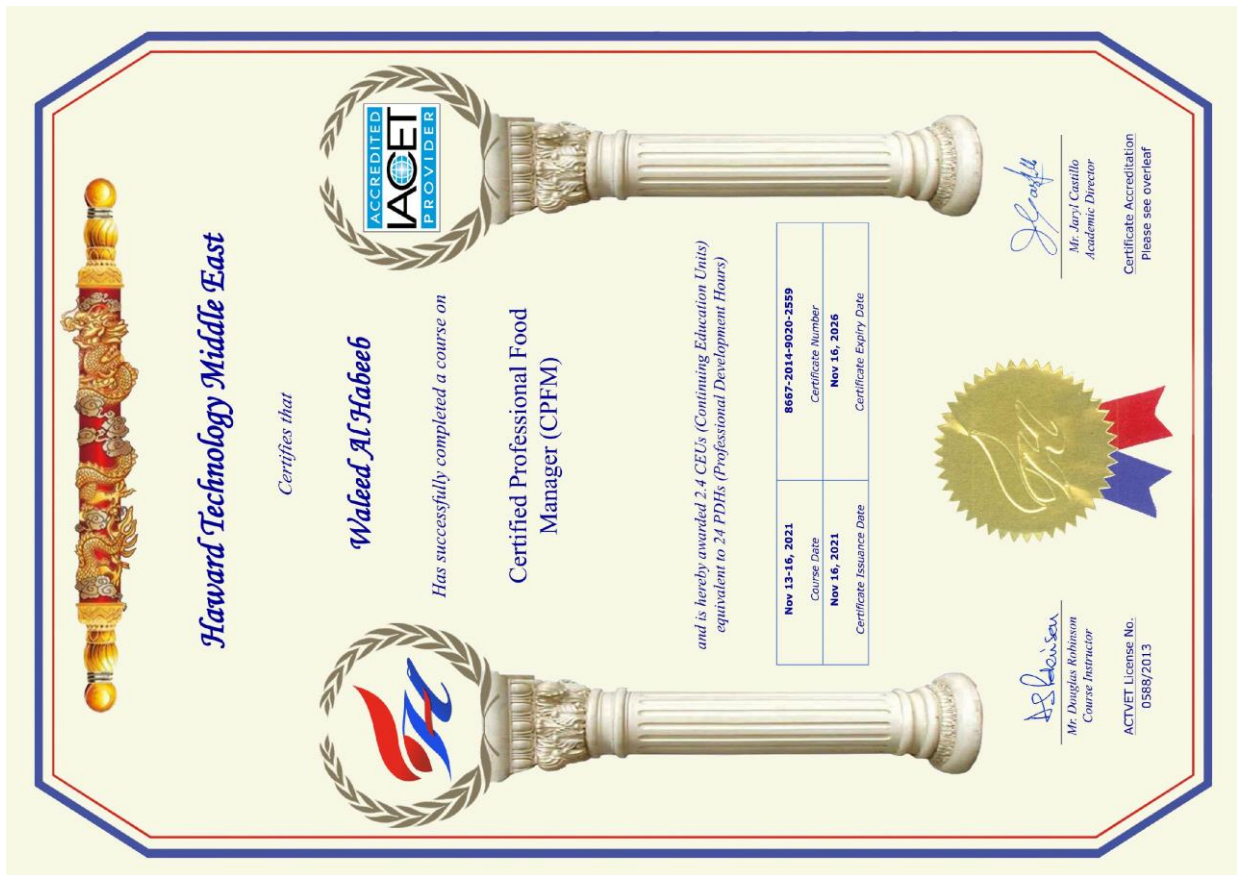 Haward Technology Middle East
Certifies that
Waleed Al Habeeb
Has successfully completed a course on
Certified Professional Food
Manager (CPFM)
ACCREDITED
IACET
PROVIDER
and is hereby awarded 2.4 CEUs (Continuing Education Units)
equivalent to 24 PDHs (Professional Development Hours)
Nov 13-16, 2021 8667-2014-9020-2559
Course Date Certificate Number
Nov 16, 2021 Nov 16, 2026
Certificate Issuance Date Certificate Expiry Date
Mr. Douglas Robinson
Course Instructor
Mr. Jaryl Castillo
Academic Director
ACTVET License No.
0588/2013
Certificate Accreditation
Please see overleaf